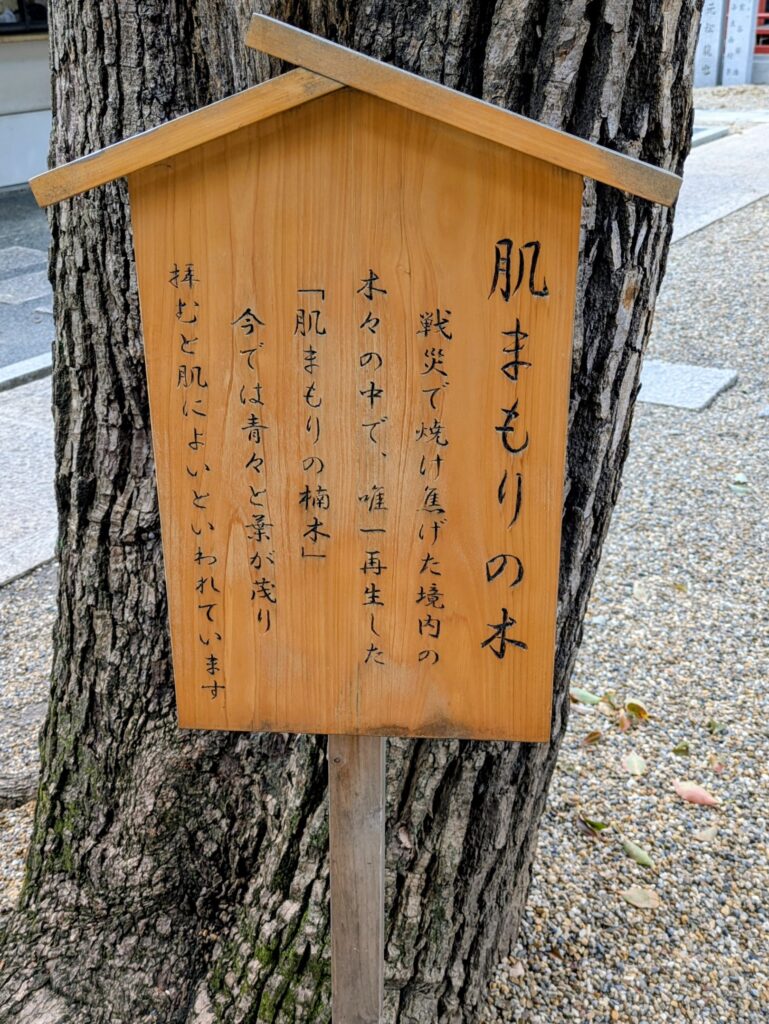 肌まもりの木
戦災で焼け焦げた境内の
木々の中で、唯一再生した
「肌まもりの楠木」
今では青々と葉が茂り
拝むと肌によいといわれています